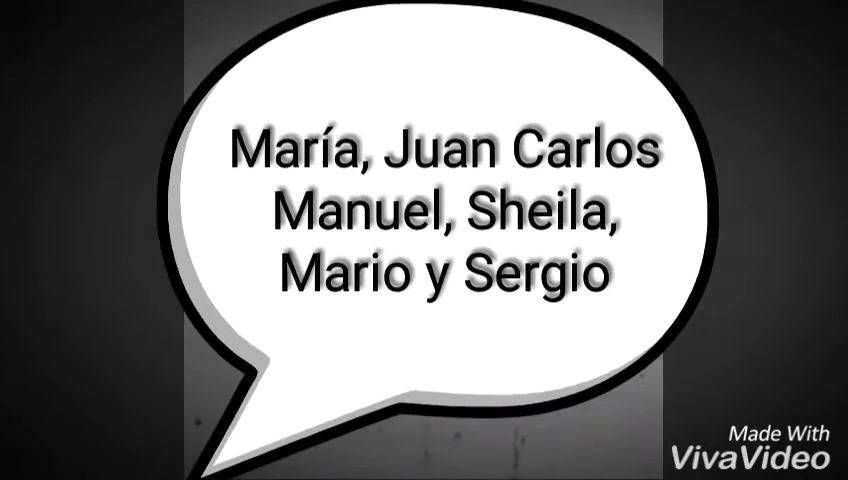 María, Juan Carlos
Manuel, Sheila,
Mario y Sergio
Made With
VivaVideo